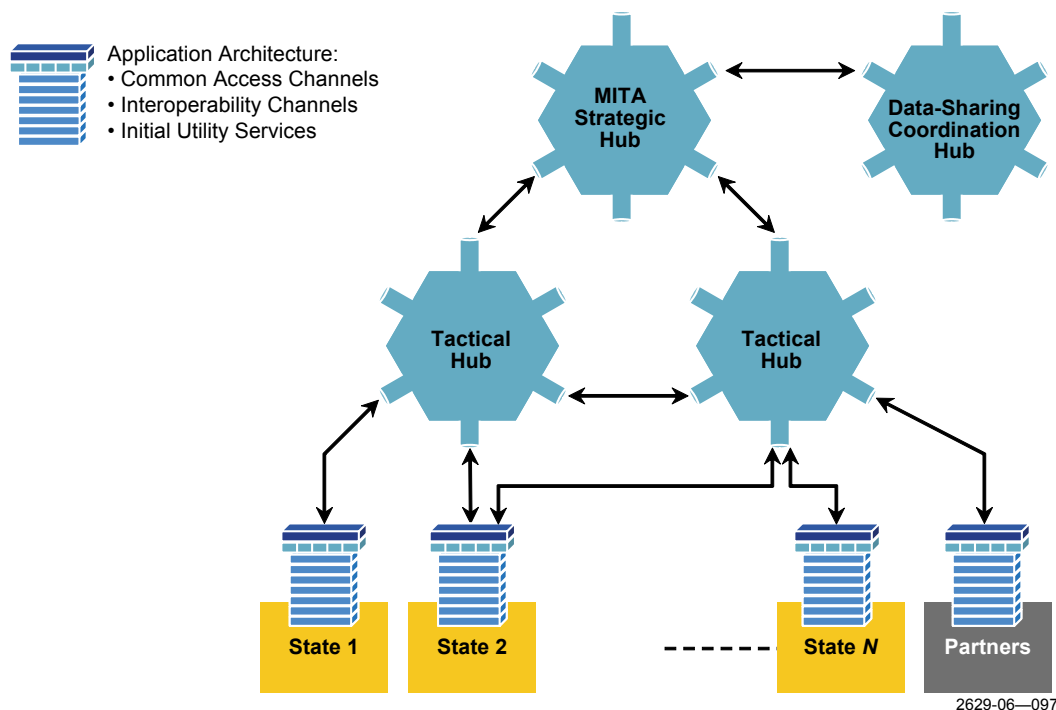 Application Architecture:
• Common Access Channels
• Interoperability Channels
• Initial Utility Services
MITA
Strategic
Hub
Data-Sharing
Coordination
Hub
Tactical
Hub
Tactical
Hub
State 1
State 2
State N
Partners
2629-06—097